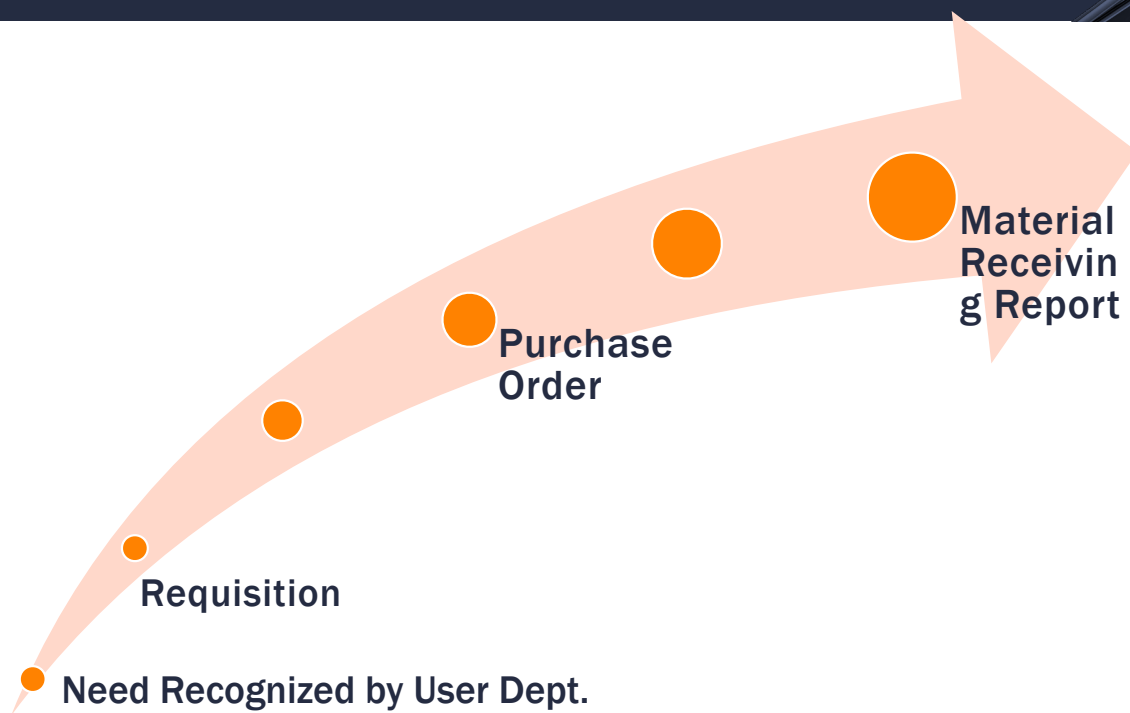 Material
Receivin
g Report
Purchase
Order
Requisition
Need Recognized by User Dept.